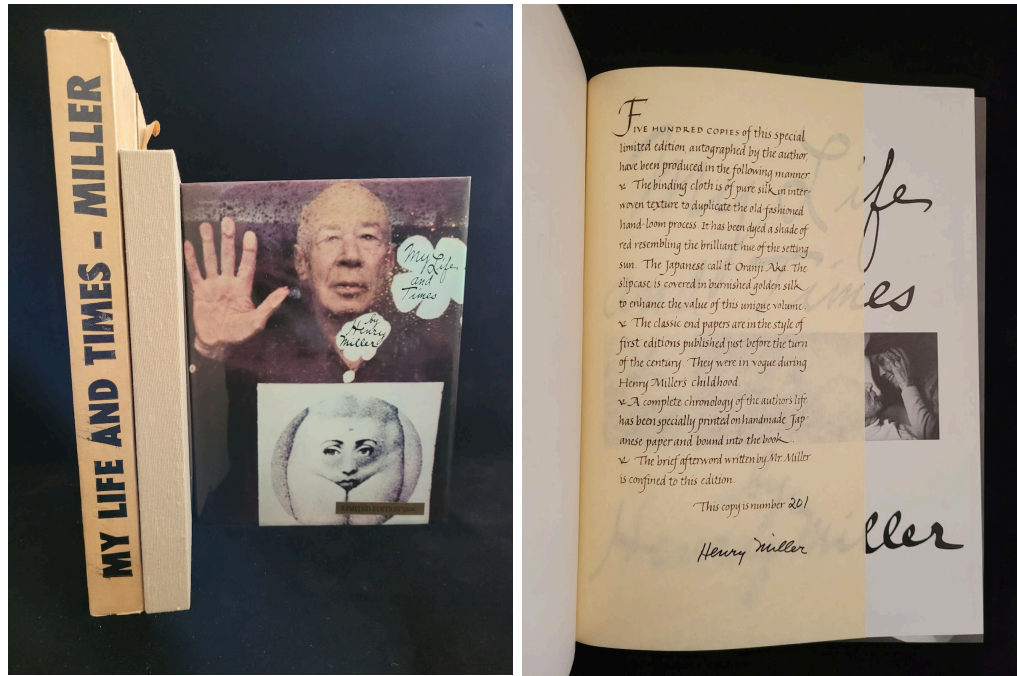 MY LIFE AND TIMES - MILLER
My Life
and
Times
by
Henry
Miller
LIMITED EDITION
FIVE HUNDRED COPIES of this special
limited edition, autographed by the author
have been produced in the following manner.
The binding cloth is of pure silk in inter-
woven texture to duplicate the old-fashioned
hand-loom process. It has been dyed a shade of
red resembling the brilliant hue of the setting
sun. The Japanese call it Oranji Aka. The
slipcase is covered in burnished golden silk
to enhance the value of this unique volume.
The classic end papers are in the style of
first editions published just before the turn
of the century. They were in vogue during
Henry Miller's childhood.
A complete chronology of the author's life
has been specially printed on handmade Jap-
anese paper and bound into the book.
The brief afterword written by Mr. Miller
is confined to this edition.
This copy is number 201
Henry Miller
ife
es
ller